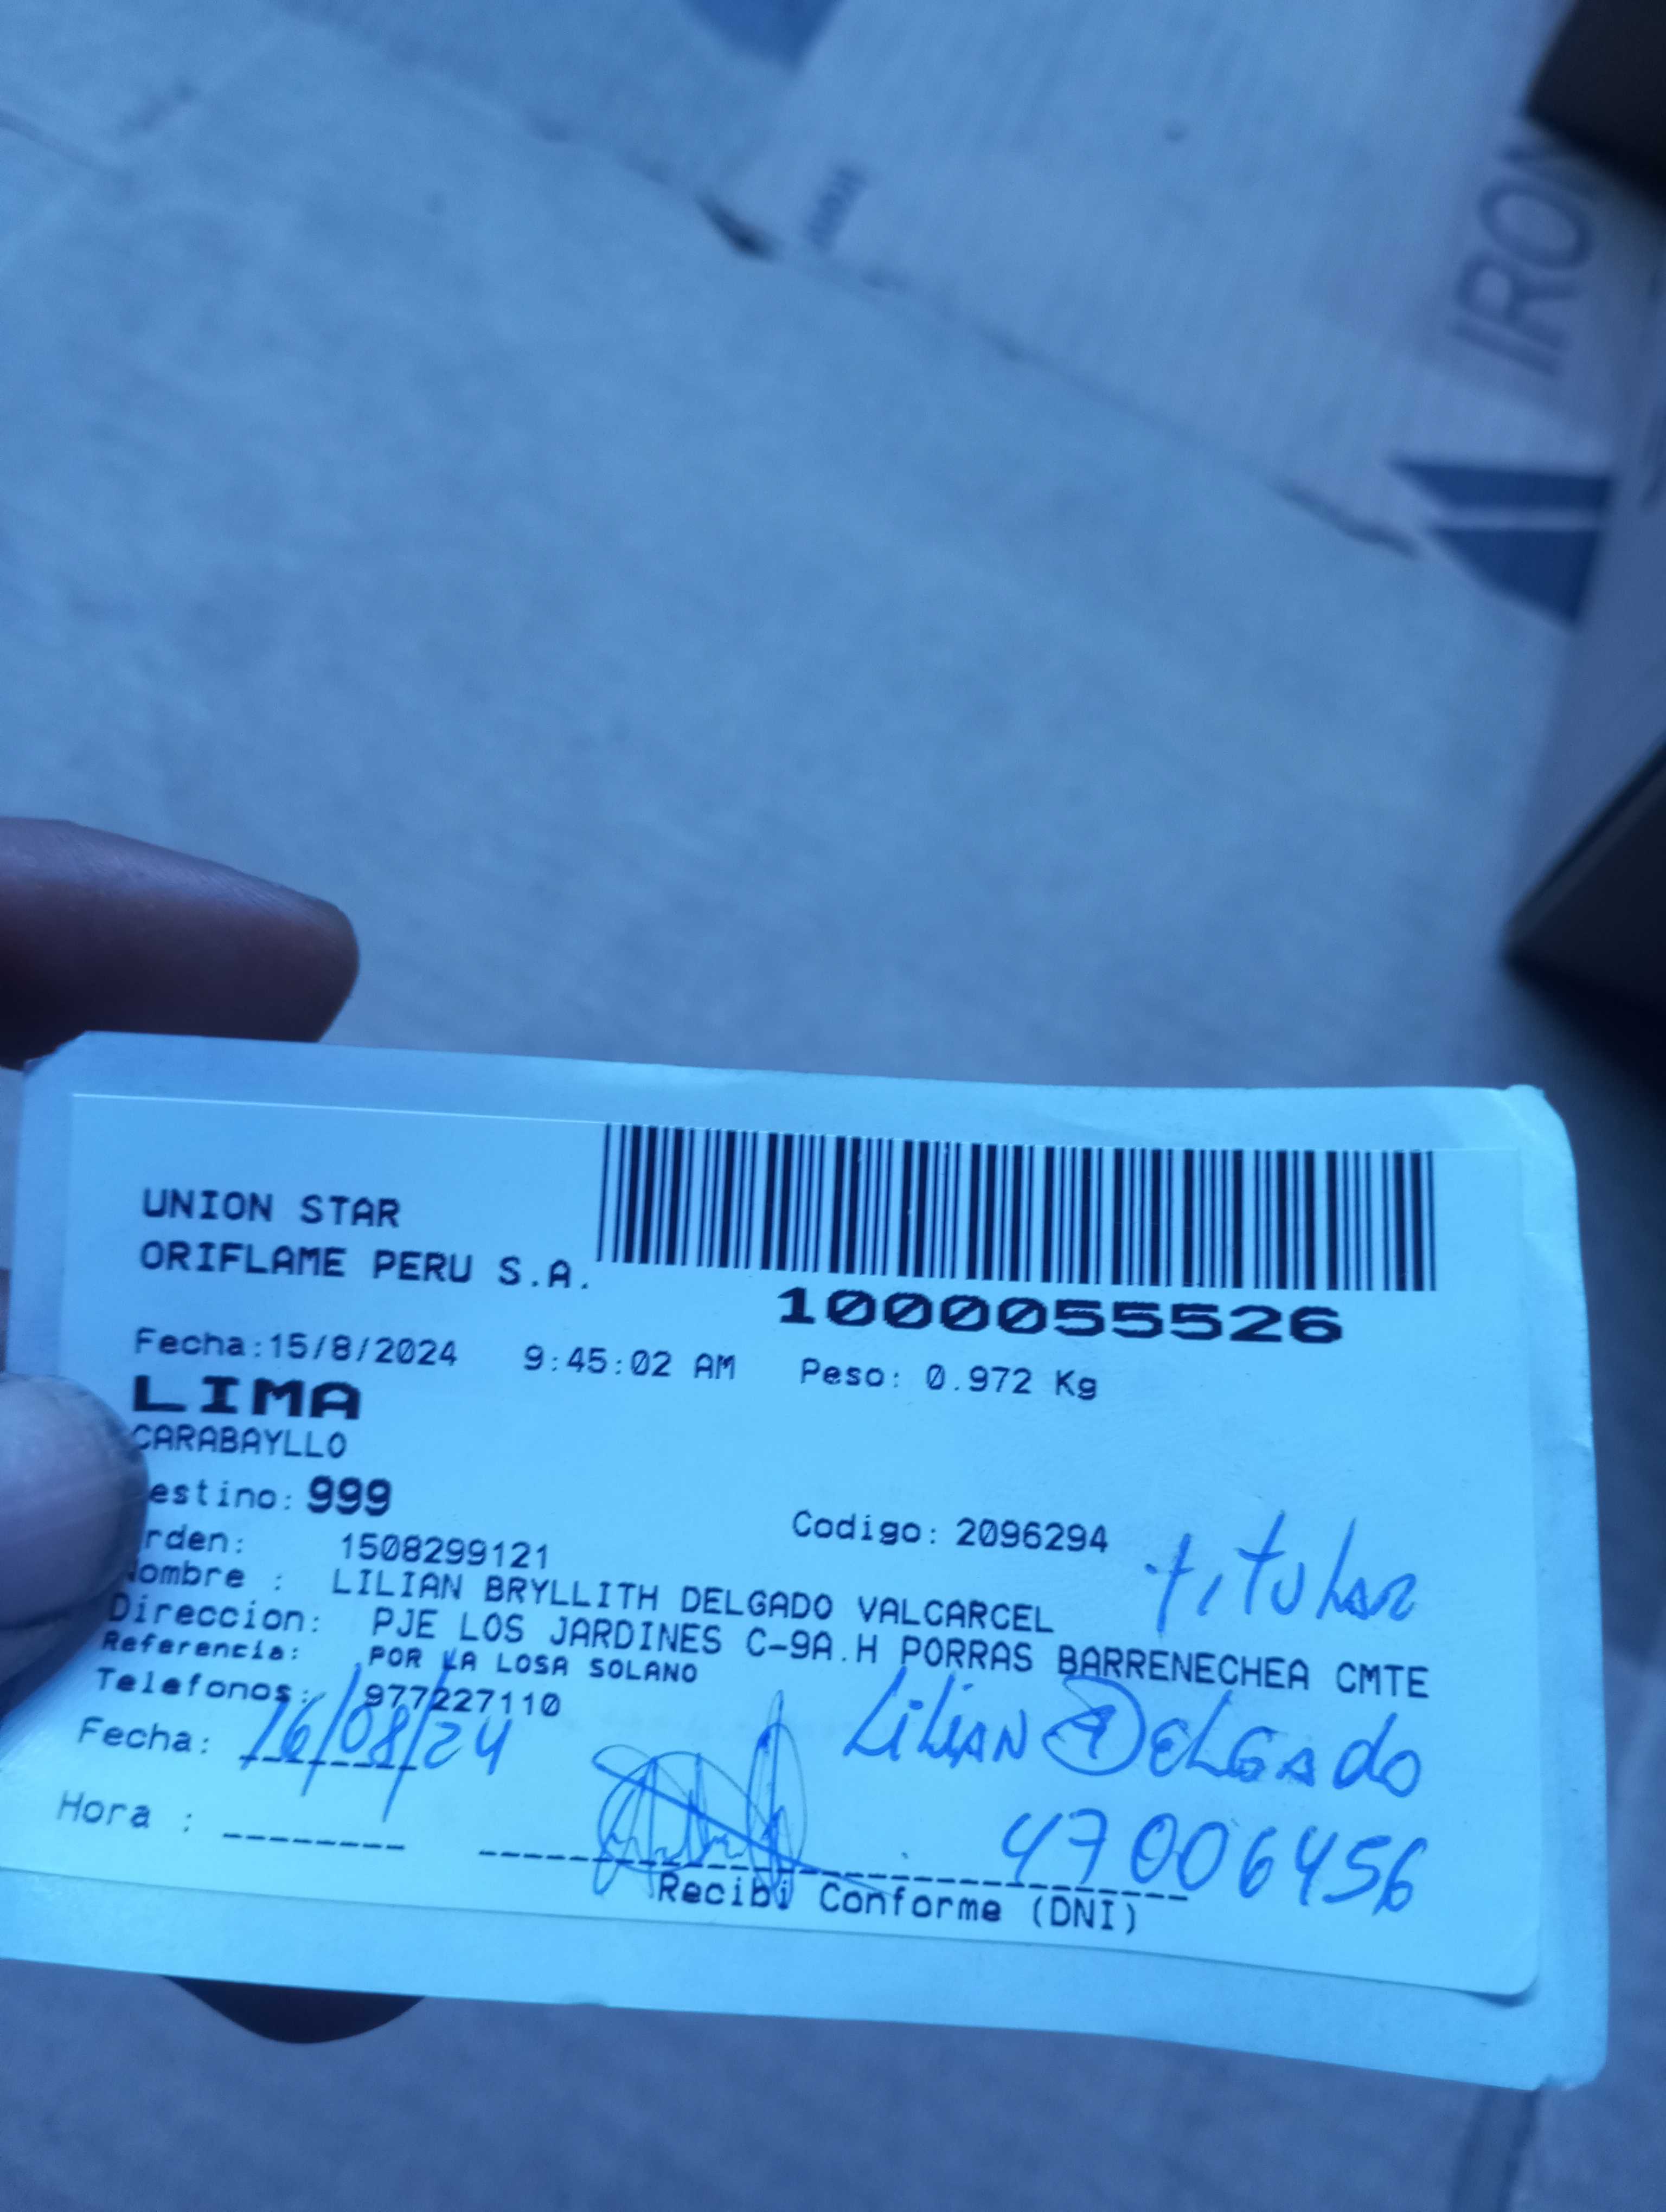 IRON
UNION STAR
ORIFLAME PERU S.A.
1000055526
Fecha:15/8/2024 9:45:02 AM Peso: 0.972 Kg
LIMA
CARABAYLLO
estino: 999
rden: 1508299121 Codigo: 2096294
titular
ombre : LILIAN BRYLLITH DELGADO VALCARCEL
Direccion: PJE LOS JARDINES C-9A.H PORRAS BARRENECHEA CMTE
Referencia: POR LA LOSA SOLANO
Telefonos: 977227110
Lilian Delgado
Fecha: 16/08/24
47006456
Hora :
Recibi Conforme (DNI)